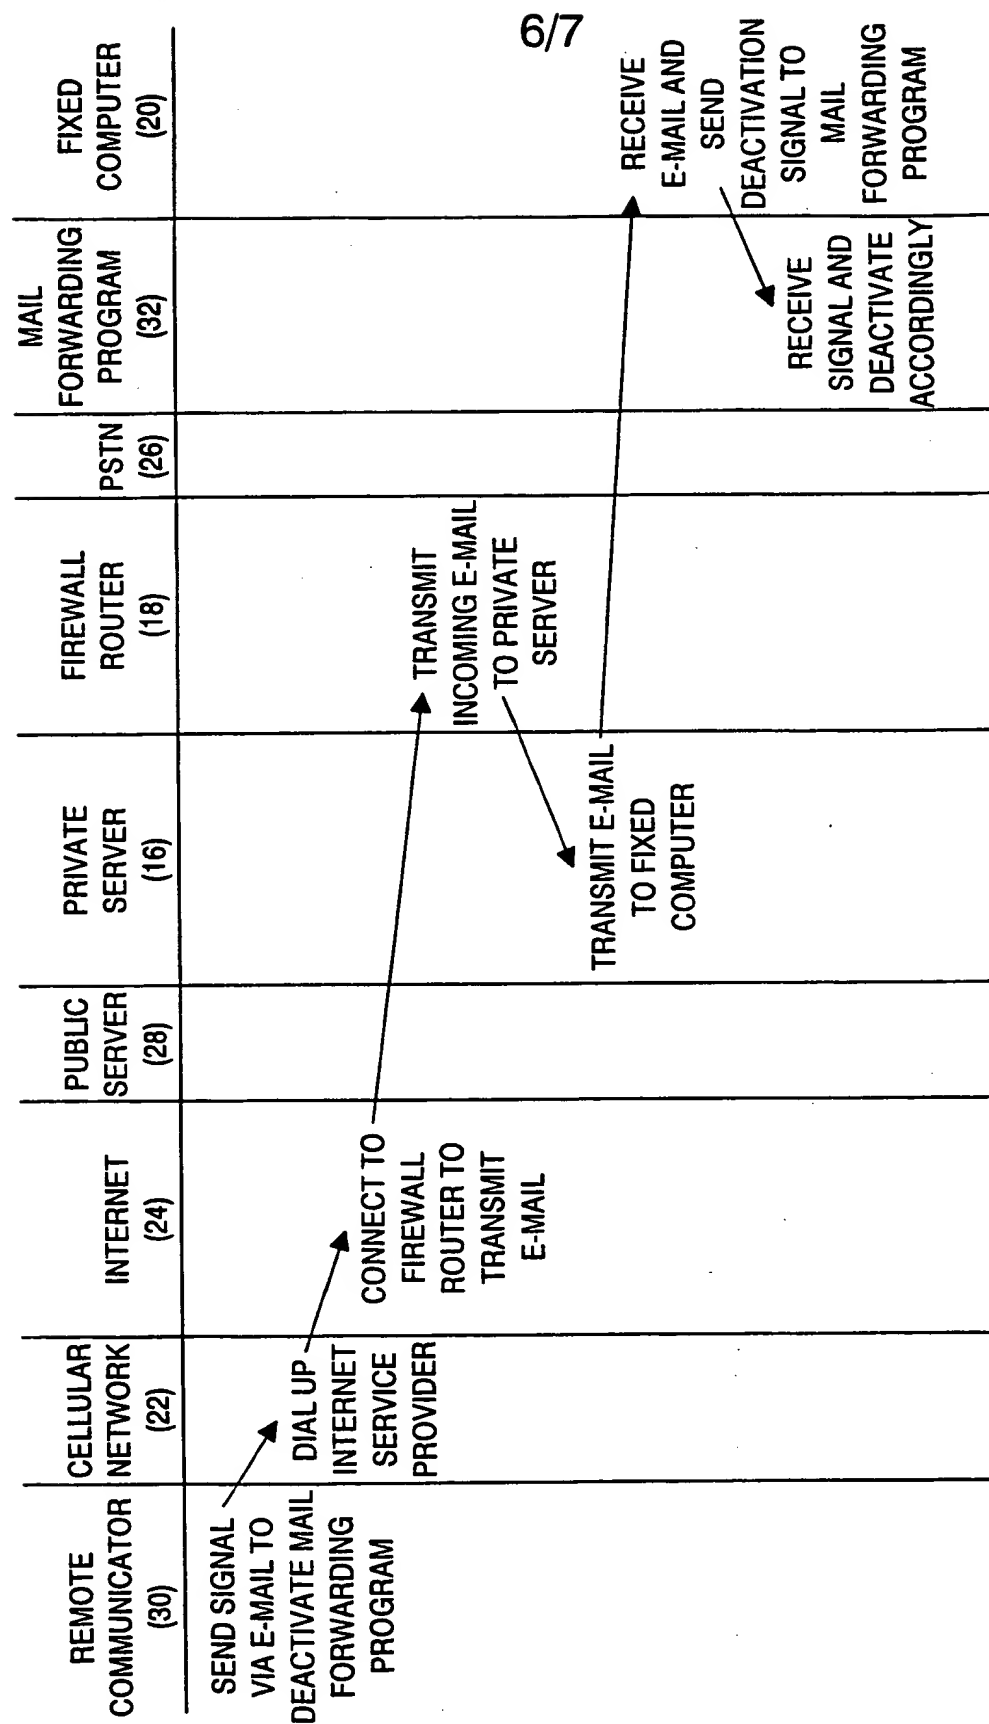 6/7
REMOTE
COMMUNICATOR
(30)
CELLULAR
NETWORK
(22)
INTERNET
(24)
PUBLIC
SERVER
(28)
PRIVATE
SERVER
(16)
FIREWALL
ROUTER
(18)
PSTN
(26)
MAIL
FORWARDING
PROGRAM
(32)
FIXED
COMPUTER
(20)
SEND SIGNAL
VIA E-MAIL TO
DEACTIVATE MAIL
FORWARDING
PROGRAM
DIAL UP
INTERNET
SERVICE
PROVIDER
CONNECT TO
FIREWALL
ROUTER TO
TRANSMIT
E-MAIL
TRANSMIT
INCOMING E-MAIL
TO PRIVATE
SERVER
TRANSMIT E-MAIL
TO FIXED
COMPUTER
RECEIVE
E-MAIL AND
SEND
DEACTIVATION
SIGNAL TO
MAIL
FORWARDING
PROGRAM
RECEIVE
SIGNAL AND
DEACTIVATE
ACCORDINGLY